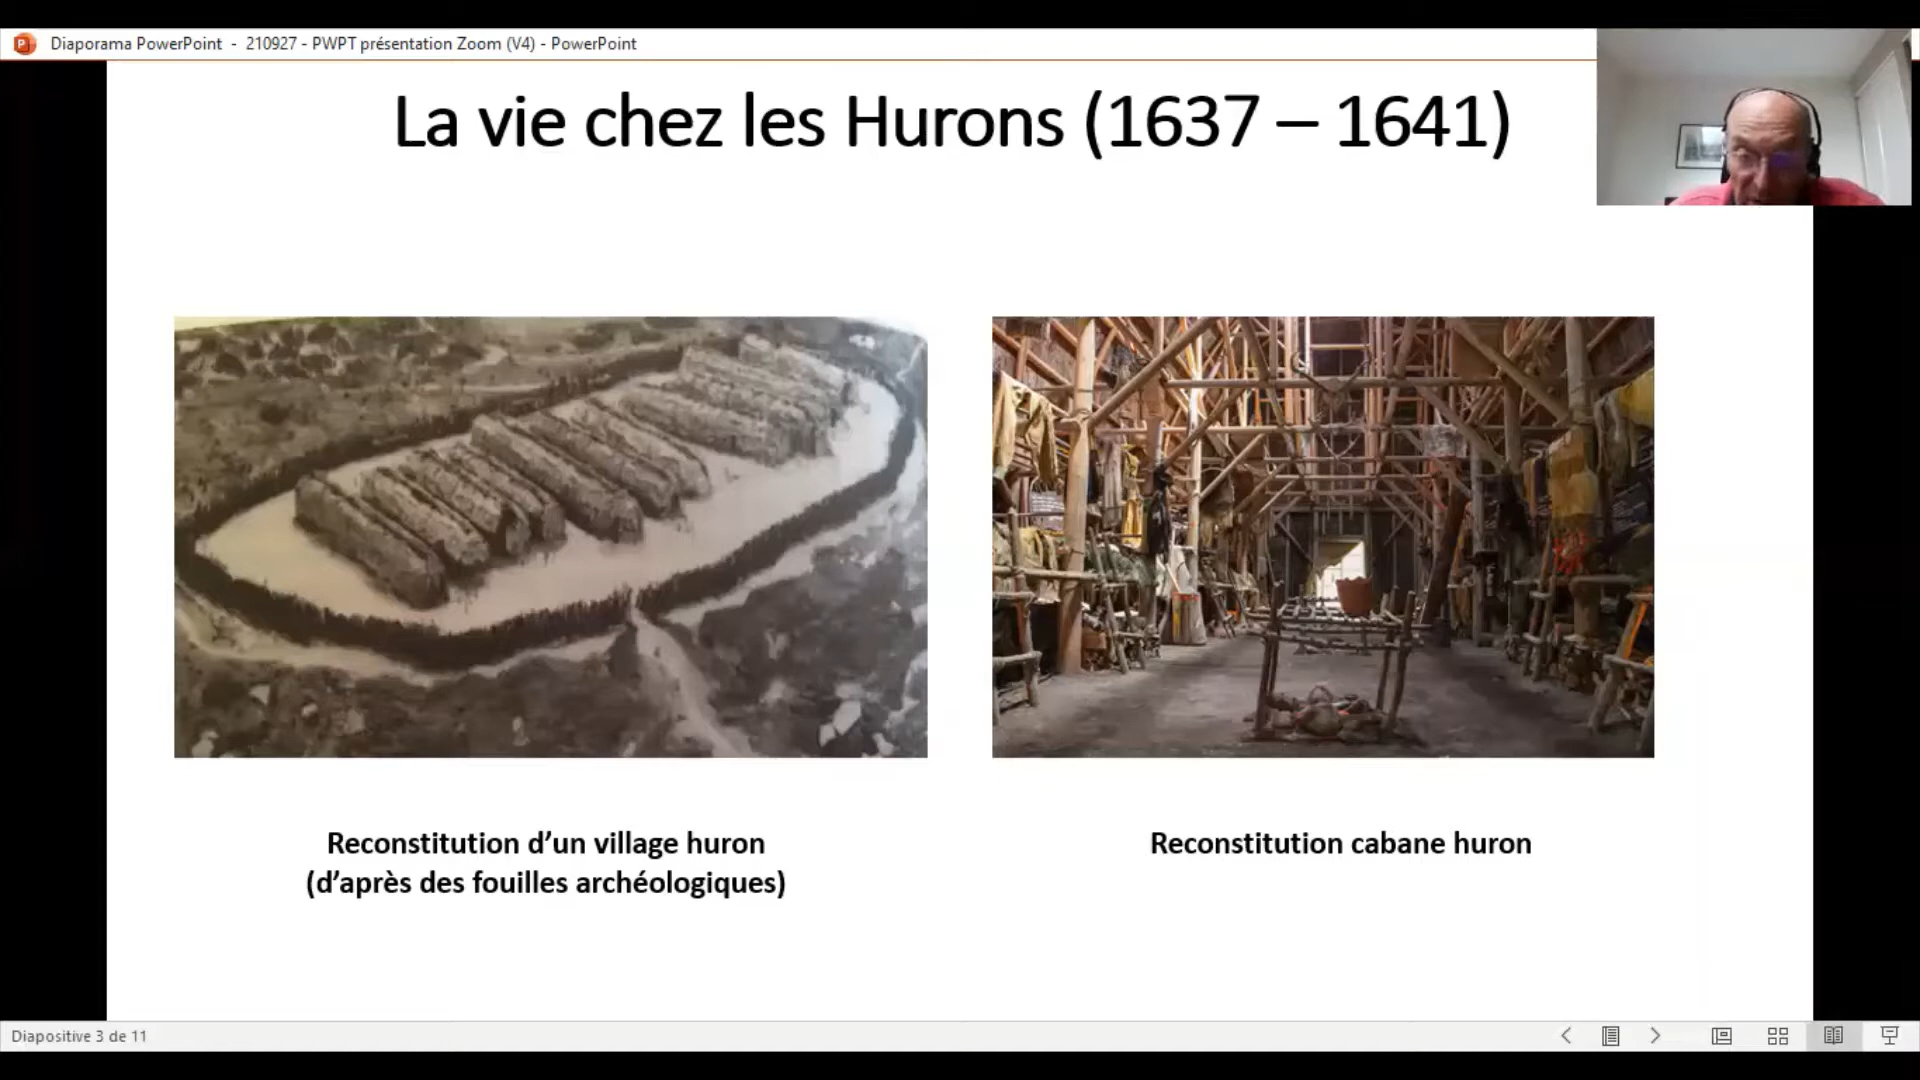 Diaporama PowerPoint - 210927 - PWPT présentation Zoom (V4) - PowerPoint
La vie chez les Hurons (1637 – 1641)
Reconstitution d’un village huron
(d’après des fouilles archéologiques)
Reconstitution cabane huron
Diapositive 3 de 11